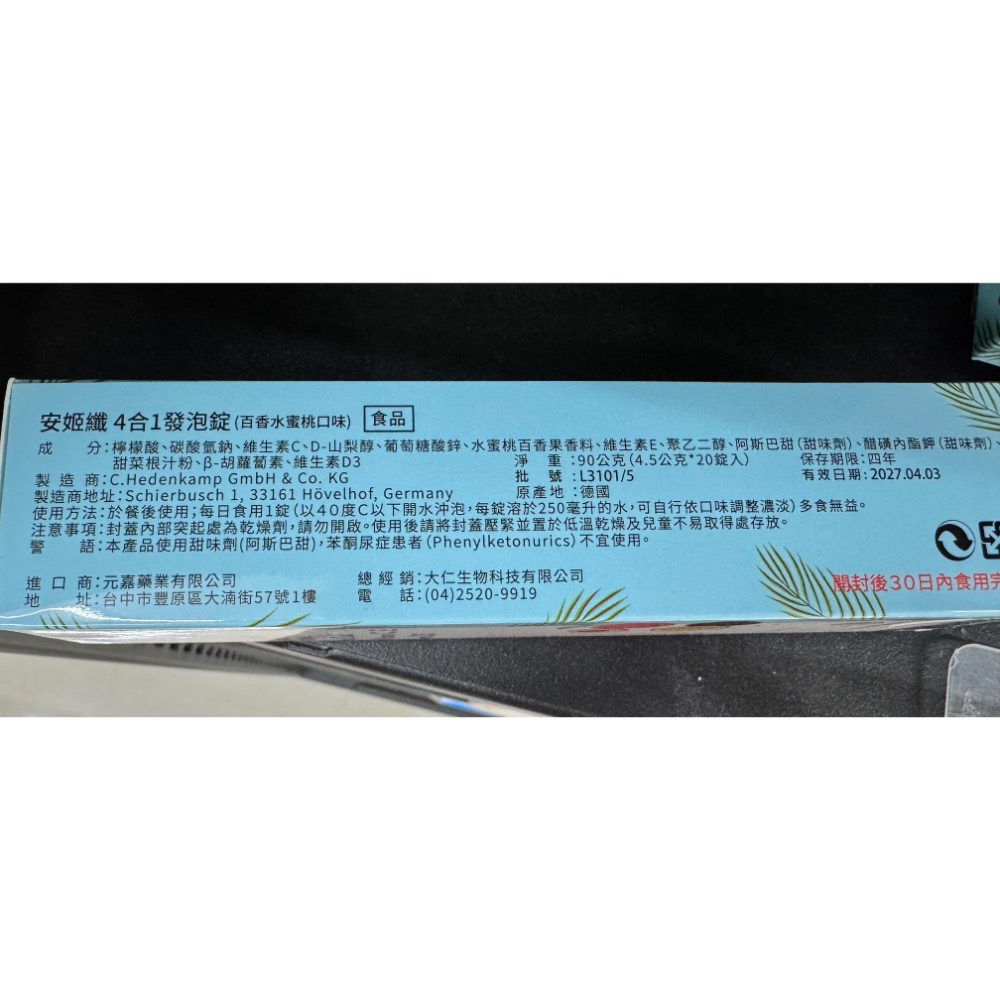 安姬纖 4合1發泡錠(百香水蜜桃口味) 食品
成 分:檸檬酸、碳酸氫鈉、維生素C、D-山梨醇、葡萄糖酸鋅、水蜜桃百香果香料、維生素E、聚乙二醇、阿斯巴甜(甜味劑)、醋磺內酯鉀(甜味劑)、
甜菜根汁粉、β-胡蘿蔔素、維生素D3 淨 重:90公克(4.5公克*20錠入) 保存期限:四年
製 造 商:C.Hedenkamp GmbH & Co. KG 批 號:L3101/5 有效日期:2027.04.03
製造商地址:Schierbusch 1, 33161 Hövelhof, Germany 原產地:德國
使用方法:於餐後使用;每日食用1錠(以40度C以下開水沖泡,每錠溶於250毫升的水,可自行依口味調整濃淡)多食無益。
注意事項:封蓋內部突起處為乾燥劑,請勿開啟。使用後請將封蓋壓緊並置於低溫乾燥及兒童不易取得處存放。
警 語:本產品使用甜味劑(阿斯巴甜),苯酮尿症患者(Phenylketonurics)不宜使用。
進 口 商:元嘉藥業有限公司 總 經 銷:大仁生物科技有限公司
地 址:台中市豐原區大湳街57號1樓 電 話:(04)2520-9919
開封後30日內食用完